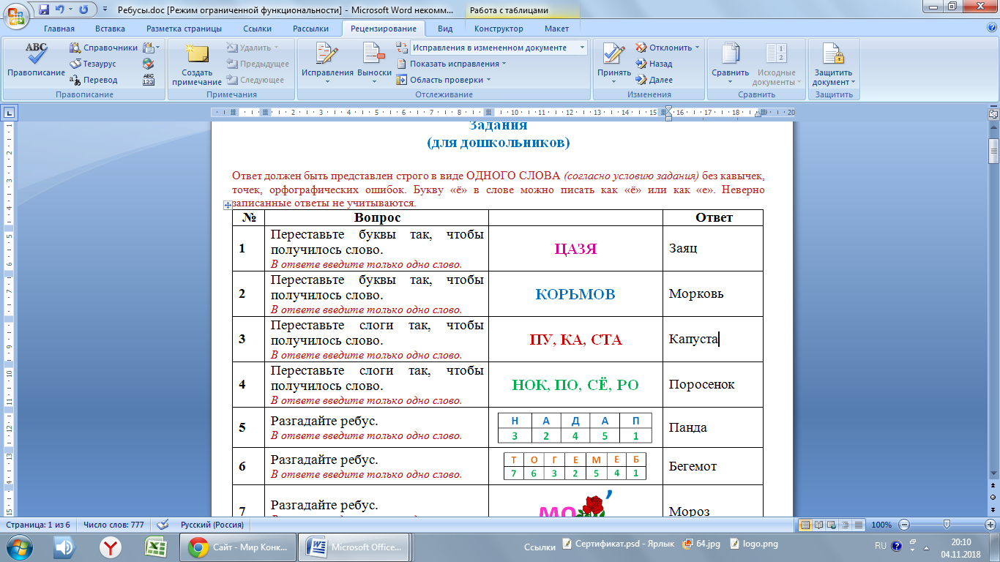 Ребусы.doc [Режим ограниченной функциональности] - Microsoft Word некомм...
Работа с таблицами
Главная Вставка Разметка страницы Ссылки Рассылки Рецензирование Вид Конструктор Макет
ABC Правописание
Справочники
Тезаурус
Перевод
ABC 123
Правописание
Создать примечание
Удалить
Предыдущее
Следующее
Примечания
Исправления
Выноски
Исправления в измененном документе
Показать исправления
Область проверки
Отслеживание
Принять
Отклонить
Назад
Далее
Изменения
Сравнить
Исходные документы
Сравнить
Защитить документ
Защитить
Задания
(для дошкольников)
Ответ должен быть представлен строго в виде ОДНОГО СЛОВА (согласно условию задания) без кавычек,
точек, орфографических ошибок. Букву «ё» в слове можно писать как «ё» или как «е». Неверно
записанные ответы не учитываются.
№ Вопрос Ответ
1 Переставьте буквы так, чтобы
получилось слово.
В ответе введите только одно слово.
ЦАЗЯ
Заяц
2 Переставьте буквы так, чтобы
получилось слово.
В ответе введите только одно слово.
КОРЬМОВ
Морковь
3 Переставьте слоги так, чтобы
получилось слово.
В ответе введите только одно слово.
ПУ, КА, СТА
Капуста
4 Переставьте слоги так, чтобы
получилось слово.
В ответе введите только одно слово.
НОК, ПО, СЁ, РО
Поросенок
5 Разгадайте ребус.
В ответе введите только одно слово.
Н А Д А П
3 2 4 5 1
Панда
6 Разгадайте ребус.
В ответе введите только одно слово.
Т О Г Е М Е Б
7 6 3 2 5 4 1
Бегемот
7 Разгадайте ребус.
МО ,
Мороз
Страница: 1 из 6 Число слов: 777 Русский (Россия) 100%
Сайт - Мир Конк...
Microsoft Office...
Ссылки Сертификат.psd - Ярлык 64.jpg logo.png
RU 20:10
04.11.2018